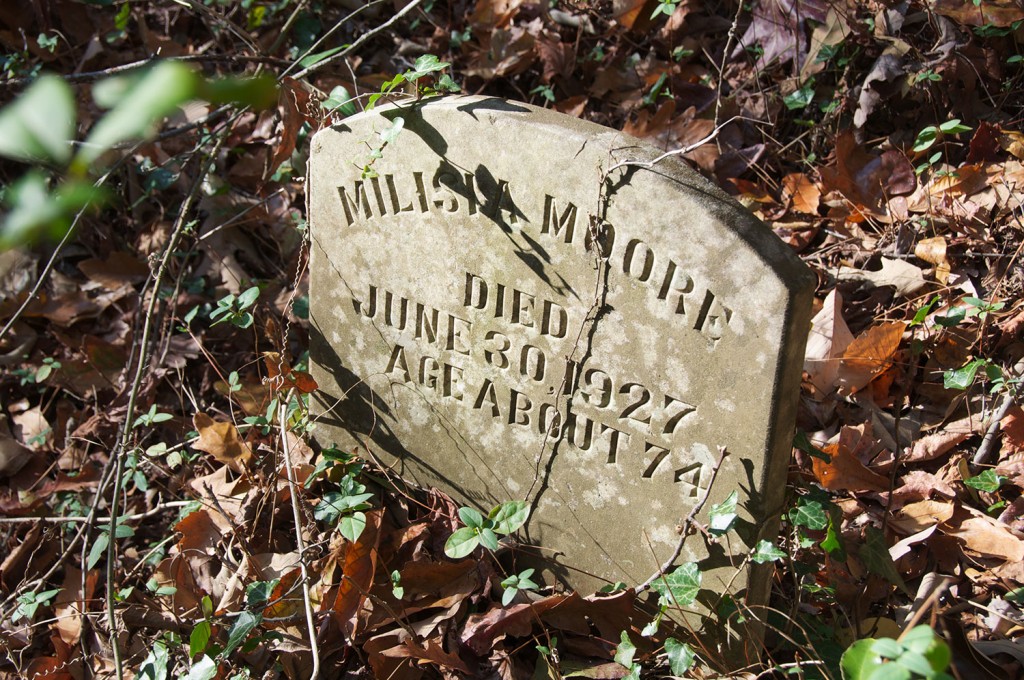 MILISIA MOORE
DIED
JUNE 30, 1927
AGE ABOUT 74